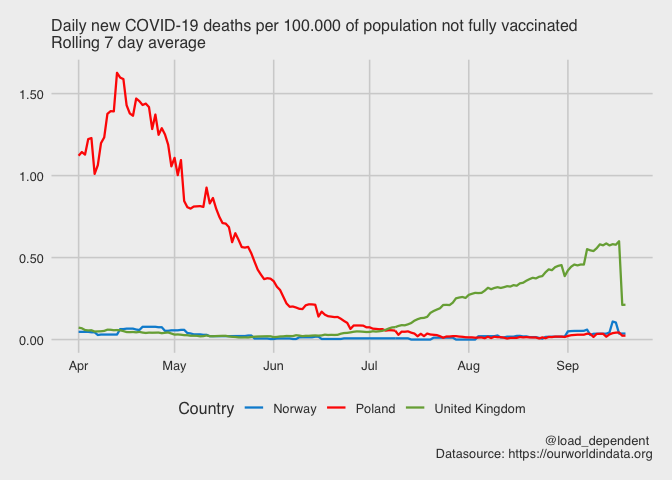 Daily new COVID-19 deaths per 100.000 of population not fully vaccinated
Rolling 7 day average
1.50
1.00
0.50
0.00
Apr May Jun Jul Aug Sep
Country Norway Poland United Kingdom
@load_dependent
Datasource: https://ourworldindata.org